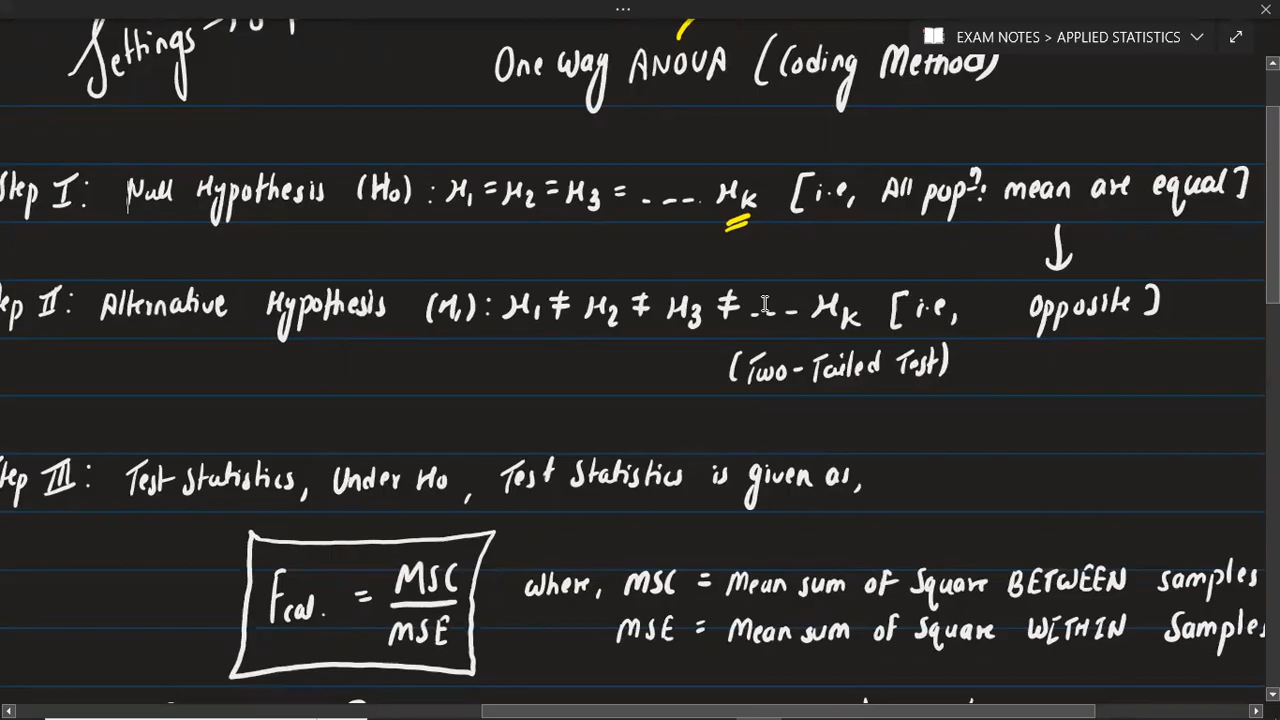 EXAM NOTES > APPLIED STATISTICS
Settings
One Way ANOVA (Coding Method)
Step I: Null Hypothesis (H0) : μ1 = μ2 = μ3 = ---- μk [i.e, All popn. mean are equal]
Step II: Alternative Hypothesis (H1) : μ1 ≠ μ2 ≠ μ3 ≠ --- μk [i.e, opposite]
(Two-Tailed Test)
Step III: Test Statistics, Under H0, Test Statistics is given as,
Fcal. = MSC / MSE
where, MSC = Mean sum of Square BETWEEN samples
MSE = Mean sum of Square WITHIN Samples